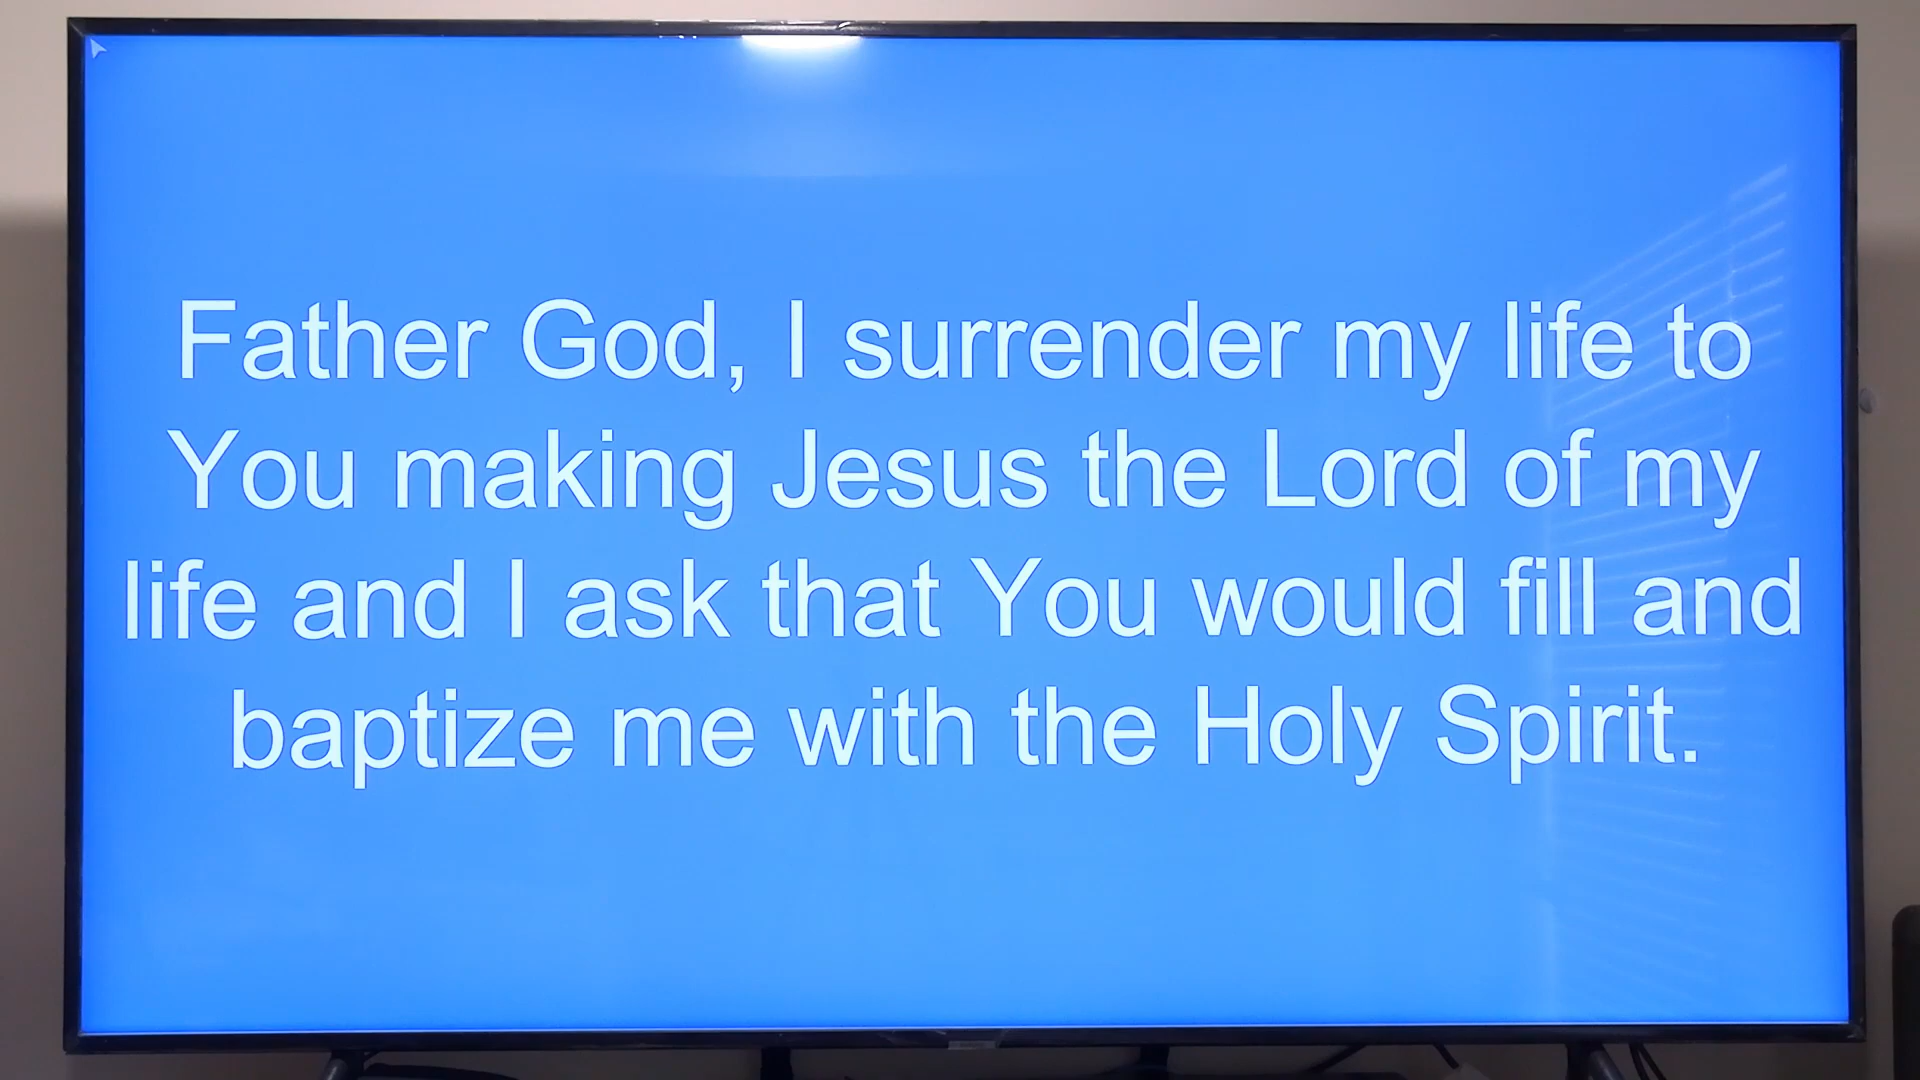 Father God, I surrender my life to
You making Jesus the Lord of my
life and I ask that You would fill and
baptize me with the Holy Spirit.